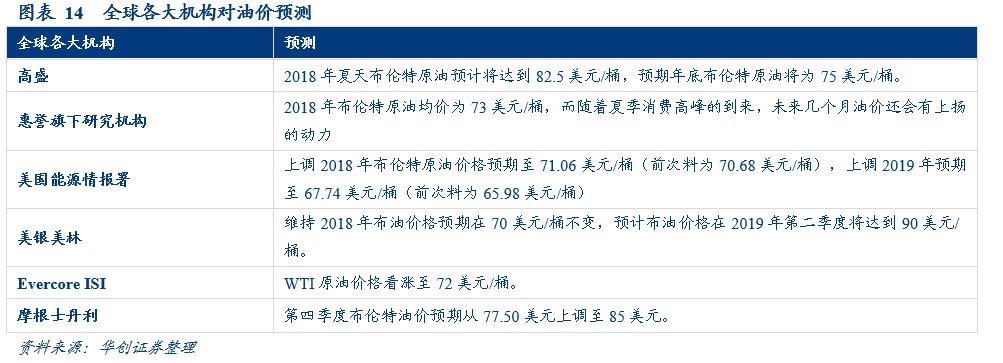 图表 14 全球各大机构对油价预测
全球各大机构 预测
高盛 2018 年夏天布伦特原油预计将达到 82.5 美元/桶，预期年底布伦特原油将为 75 美元/桶。
惠誉旗下研究机构 2018 年布伦特原油均价为 73 美元/桶，而随着夏季消费高峰的到来，未来几个月油价还会有上扬
的动力
美国能源情报署 上调 2018 年布伦特原油价格预期至 71.06 美元/桶（前次料为 70.68 美元/桶），上调 2019 年预期
至 67.74 美元/桶（前次料为 65.98 美元/桶）
美银美林 维持 2018 年布油价格预期在 70 美元/桶不变，预计布油价格在 2019 年第二季度将达到 90 美元/
桶。
Evercore ISI WTI 原油价格看涨至 72 美元/桶。
摩根士丹利 第四季度布伦特油价预期从 77.50 美元上调至 85 美元。
资料来源：华创证券整理